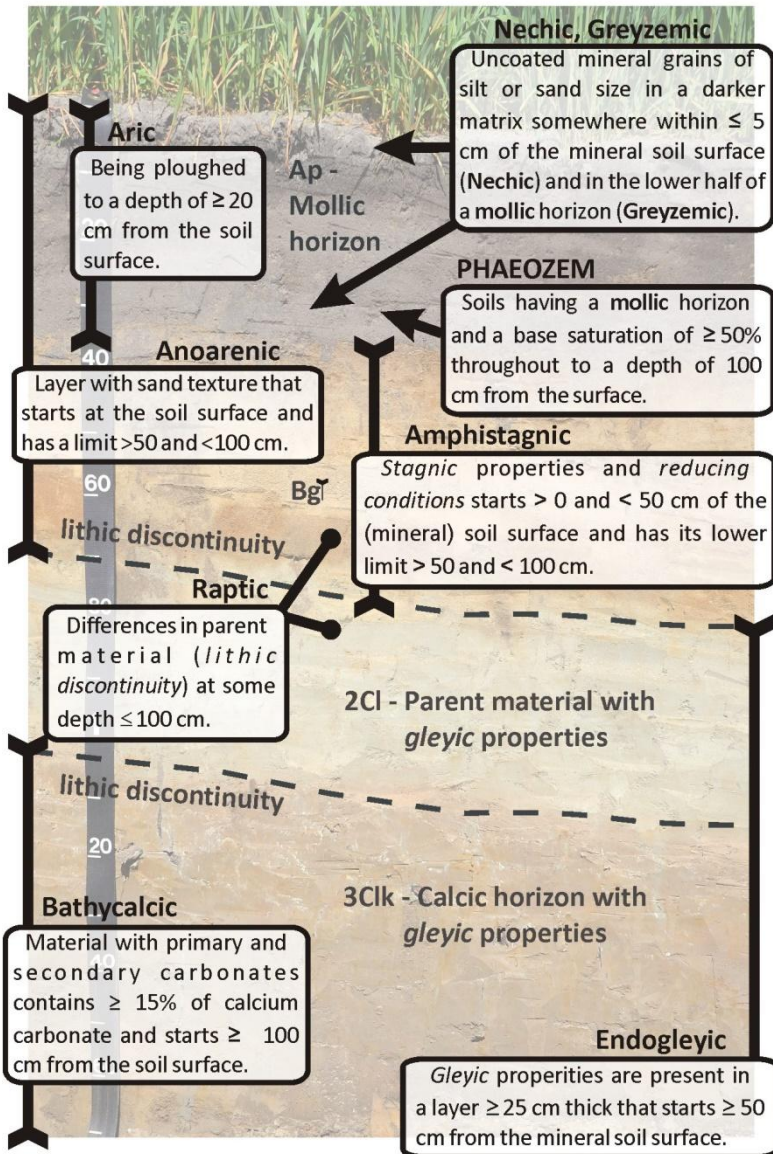 Nechic, Greyzemic
Uncoated mineral grains of
silt or sand size in a darker
matrix somewhere within ≤ 5
cm of the mineral soil surface
(Nechic) and in the lower half of
a mollic horizon (Greyzemic).
Aric
Being ploughed
to a depth of ≥ 20
cm from the soil
surface.
Ap -
Mollic
horizon
PHAEOZEM
Soils having a mollic horizon
and a base saturation of ≥ 50%
throughout to a depth of 100
cm from the surface.
40
Anoarenic
Layer with sand texture that
starts at the soil surface and
has a limit >50 and <100 cm.
Amphistagnic
Stagnic properties and reducing
conditions starts > 0 and < 50 cm of the
(mineral) soil surface and has its lower
limit > 50 and < 100 cm.
60
Bg
lithic discontinuity
80
Raptic
Differences in parent
material (lithic
discontinuity) at some
depth ≤ 100 cm.
2Cl - Parent material with
gleyic properties
lithic discontinuity
20
3Clk - Calcic horizon with
gleyic properties
Bathycalcic
Material with primary and
secondary carbonates
contains ≥ 15% of calcium
carbonate and starts ≥ 100
cm from the soil surface.
40
Endogleyic
Gleyic properities are present in
a layer ≥ 25 cm thick that starts ≥ 50
cm from the mineral soil surface.